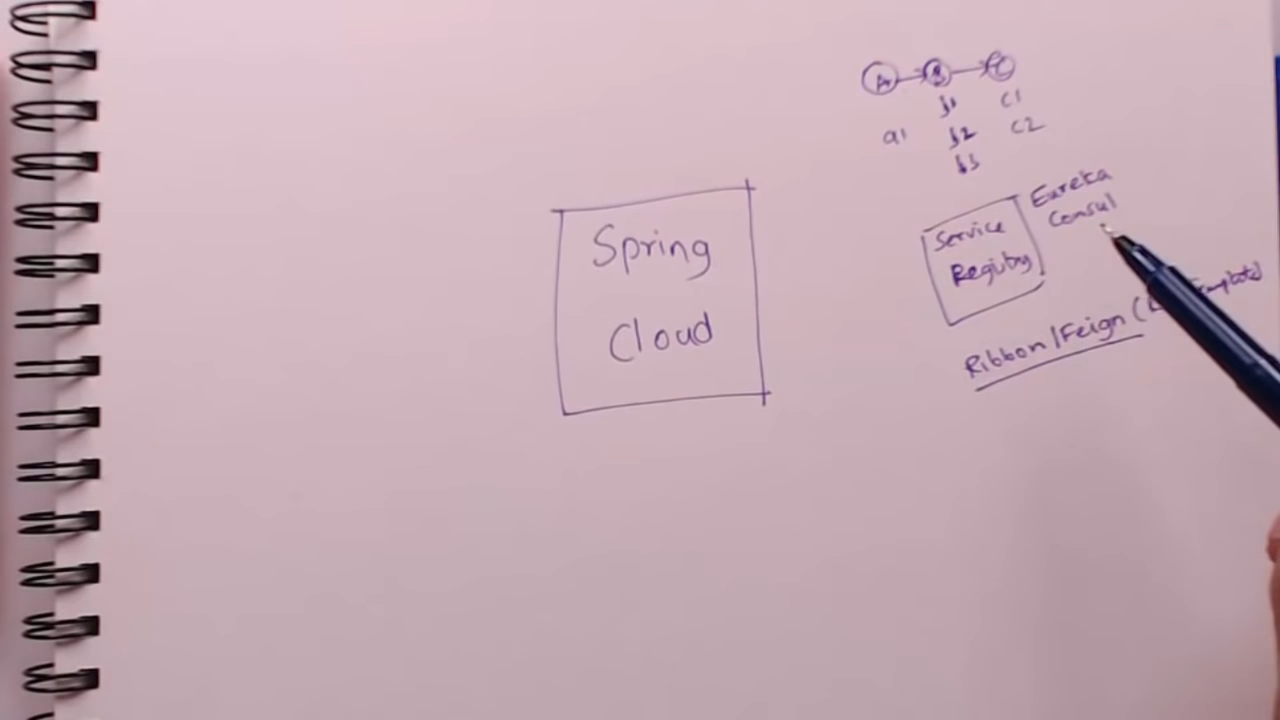 A B C
b1 C1
a1 b2 C2
b3
Spring
Cloud
Service
Registry
Eureka
Consul
Ribbon/Feign (